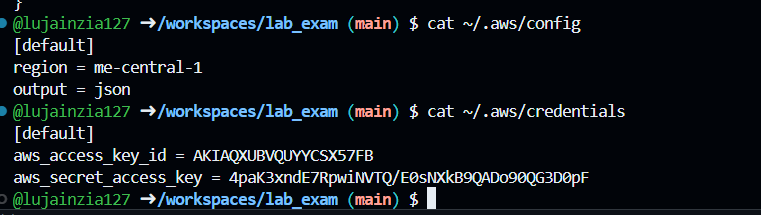 }
@lujainzia127 ➜/workspaces/lab_exam (main) $ cat ~/.aws/config
[default]
region = me-central-1
output = json
@lujainzia127 ➜/workspaces/lab_exam (main) $ cat ~/.aws/credentials
[default]
aws_access_key_id = AKIAQXUBVQUYYCSX57FB
aws_secret_access_key = 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
@lujainzia127 ➜/workspaces/lab_exam (main) $